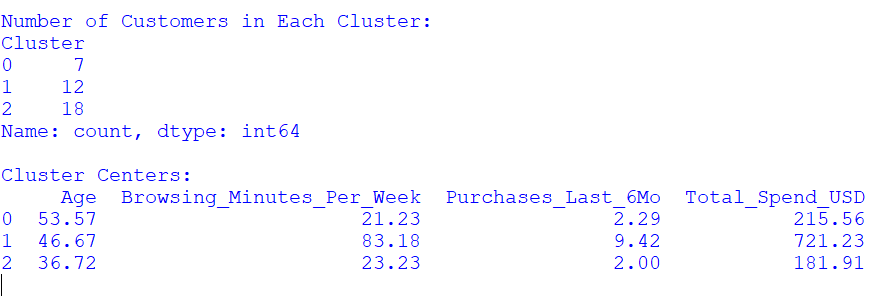 Number of Customers in Each Cluster:
Cluster
0     7
1    12
2    18
Name: count, dtype: int64

Cluster Centers:
     Age  Browsing_Minutes_Per_Week  Purchases_Last_6Mo  Total_Spend_USD
0  53.57                      21.23                2.29           215.56
1  46.67                      83.18                9.42           721.23
2  36.72                      23.23                2.00           181.91